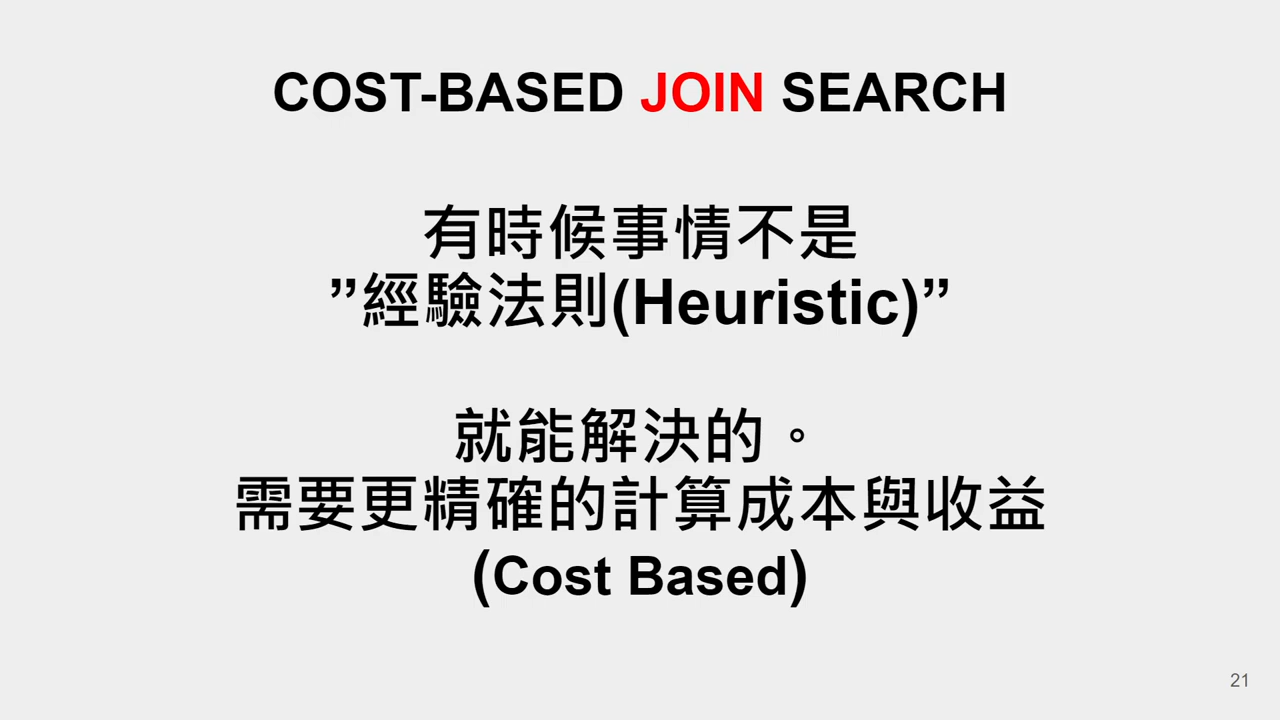 COST-BASED JOIN SEARCH
有時候事情不是
”經驗法則(Heuristic)”
就能解決的。
需要更精確的計算成本與收益
(Cost Based)
21